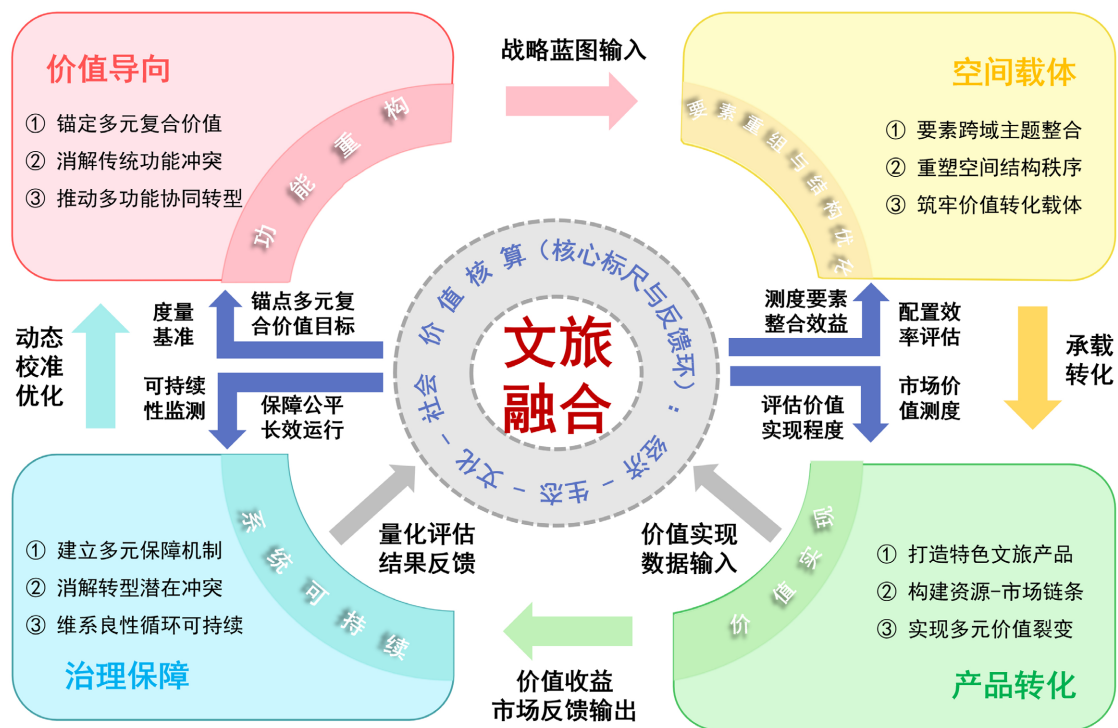 价值导向
① 锚定多元复合价值
② 消解传统功能冲突
③ 推动多功能协同转型
功能重构
战略蓝图输入
空间载体
① 要素跨域主题整合
② 重塑空间结构秩序
③ 筑牢价值转化载体
要素重组与结构优化
动态
校准
优化
度量
基准
锚点多元复
合价值目标
可持续
性监测
保障公平
长效运行
价值核算(核心标尺与反馈环):经济-生态-文化-社会
文旅
融合
测度要素
整合效益
配置效
率评估
评估价值
实现程度
市场价
值测度
承载
转化
系统可持续
① 建立多元保障机制
② 消解转型潜在冲突
③ 维系良性循环可持续
治理保障
量化评估
结果反馈
价值实现
数据输入
价值收益
市场反馈输出
价值实现
① 打造特色文旅产品
② 构建资源-市场链条
③ 实现多元价值裂变
产品转化